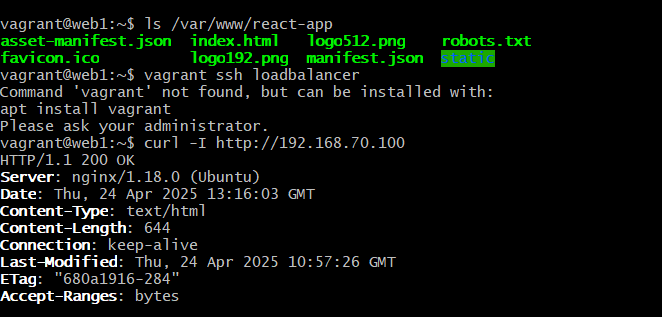 vagrant@web1:~$ ls /var/www/react-app
asset-manifest.json index.html logo512.png robots.txt
favicon.ico logo192.png manifest.json static
vagrant@web1:~$ vagrant ssh loadbalancer
Command 'vagrant' not found, but can be installed with:
apt install vagrant
Please ask your administrator.
vagrant@web1:~$ curl -I http://192.168.70.100
HTTP/1.1 200 OK
Server: nginx/1.18.0 (Ubuntu)
Date: Thu, 24 Apr 2025 13:16:03 GMT
Content-Type: text/html
Content-Length: 644
Connection: keep-alive
Last-Modified: Thu, 24 Apr 2025 10:57:26 GMT
ETag: "680a1916-284"
Accept-Ranges: bytes